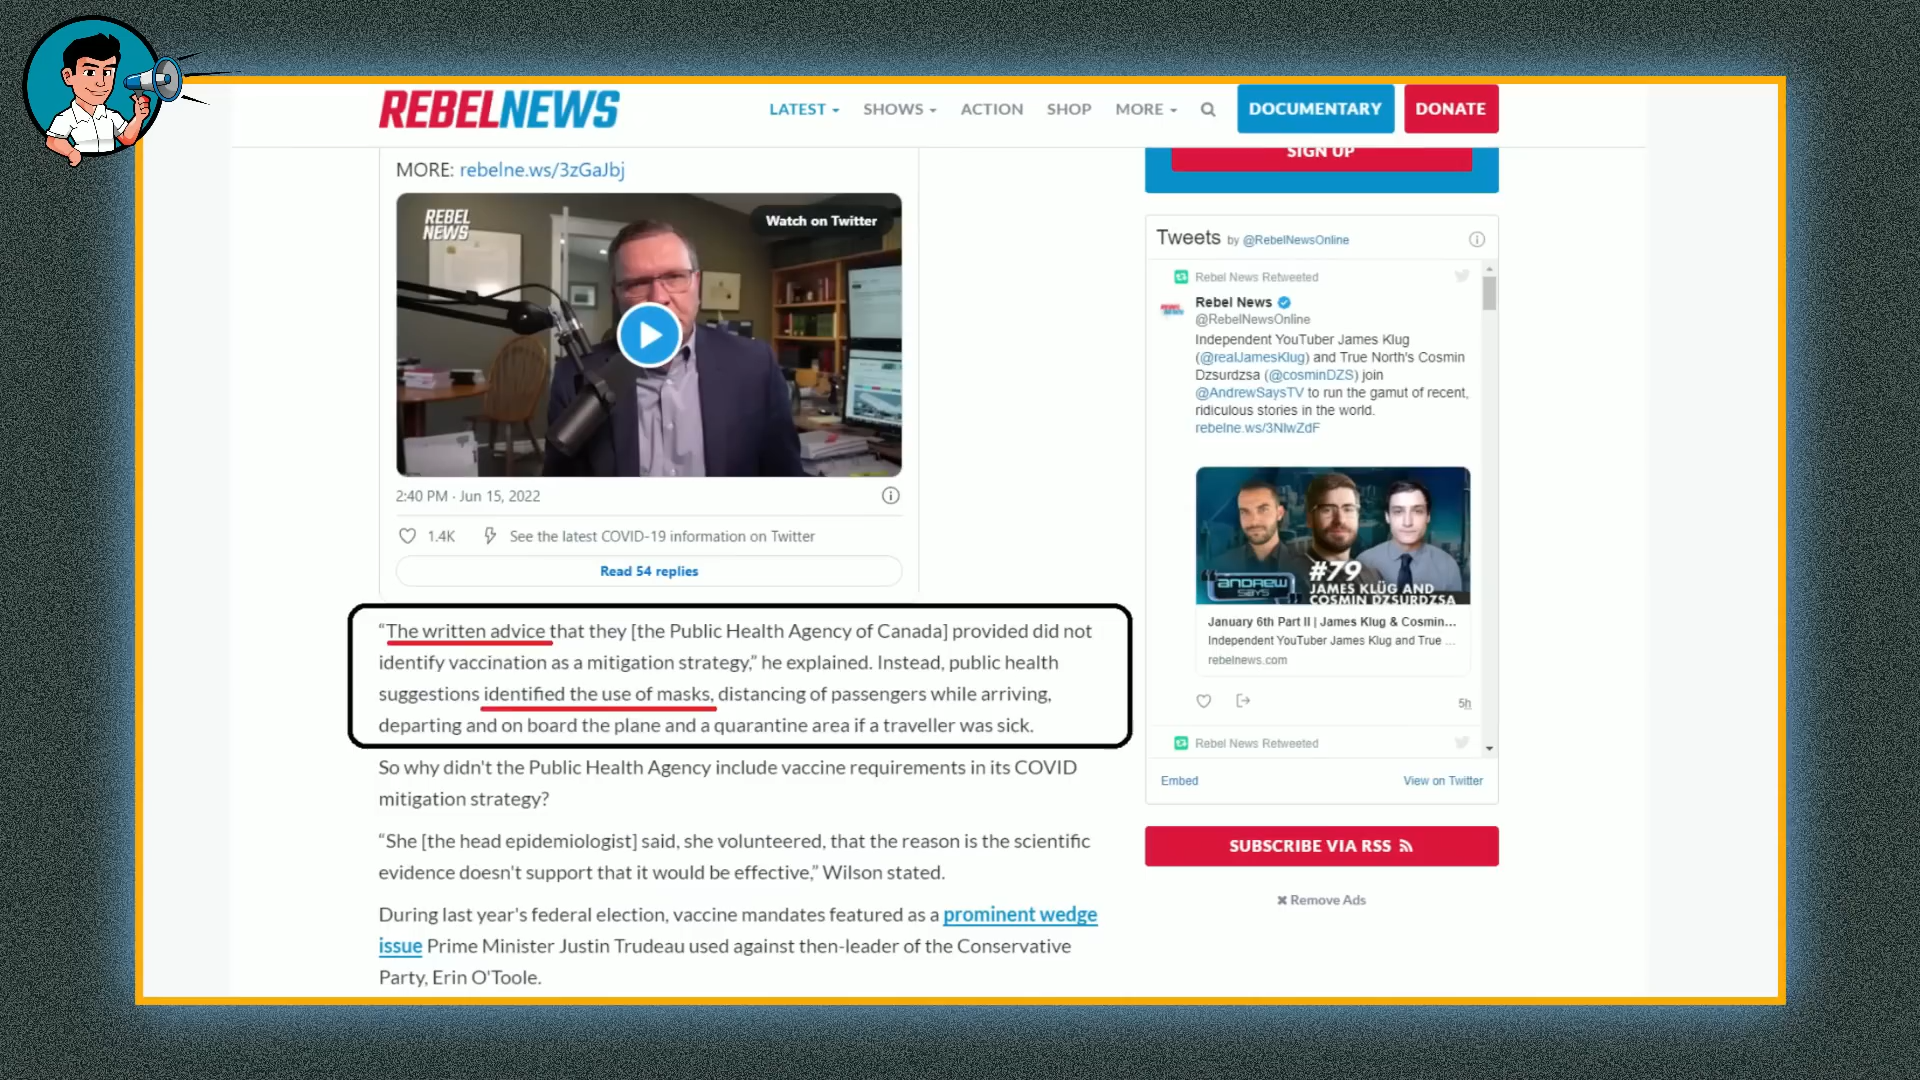 REBELNEWS
LATEST
SHOWS
ACTION
SHOP
MORE
DOCUMENTARY
DONATE
MORE: rebelne.ws/3zGaJbj
REBEL
NEWS
Watch on Twitter
2:40 PM · Jun 15, 2022
1.4K
See the latest COVID-19 information on Twitter
Read 54 replies
“The written advice that they [the Public Health Agency of Canada] provided did not
identify vaccination as a mitigation strategy,” he explained. Instead, public health
suggestions identified the use of masks, distancing of passengers while arriving,
departing and on board the plane and a quarantine area if a traveller was sick.
So why didn't the Public Health Agency include vaccine requirements in its COVID
mitigation strategy?
“She [the head epidemiologist] said, she volunteered, that the reason is the scientific
evidence doesn't support that it would be effective,” Wilson stated.
During last year's federal election, vaccine mandates featured as a prominent wedge
issue Prime Minister Justin Trudeau used against then-leader of the Conservative
Party, Erin O'Toole.
SIGN UP
Tweets by @RebelNewsOnline
Rebel News Retweeted
Rebel News
@RebelNewsOnline
Independent YouTuber James Klug
(@realJamesKlug) and True North's Cosmin
Dzsurdzsa (@cosminDZS) join
@AndrewSaysTV to run the gamut of recent,
ridiculous stories in the world.
rebelne.ws/3NlwZdF
ANDREW
SAYS
#79
JAMES KLÜG AND
COSMIN DZSURDZSA
January 6th Part II | James Klug & Cosmin...
Independent YouTuber James Klug and True ...
rebelnews.com
5h
Rebel News Retweeted
Embed
View on Twitter
SUBSCRIBE VIA RSS
Remove Ads